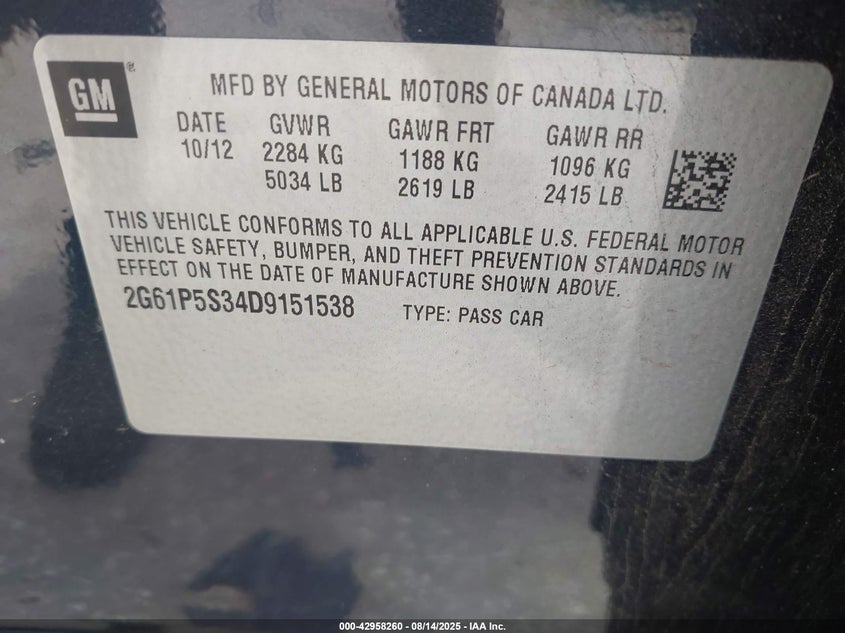 GM
MFD BY GENERAL MOTORS OF CANADA LTD.
DATE GVWR GAWR FRT GAWR RR
10/12 2284 KG 1188 KG 1096 KG
5034 LB 2619 LB 2415 LB
THIS VEHICLE CONFORMS TO ALL APPLICABLE U.S. FEDERAL MOTOR
VEHICLE SAFETY, BUMPER, AND THEFT PREVENTION STANDARDS IN
EFFECT ON THE DATE OF MANUFACTURE SHOWN ABOVE.
2G61P5S34D9151538 TYPE: PASS CAR
000-42958260 - 08/14/2025 - IAA Inc.